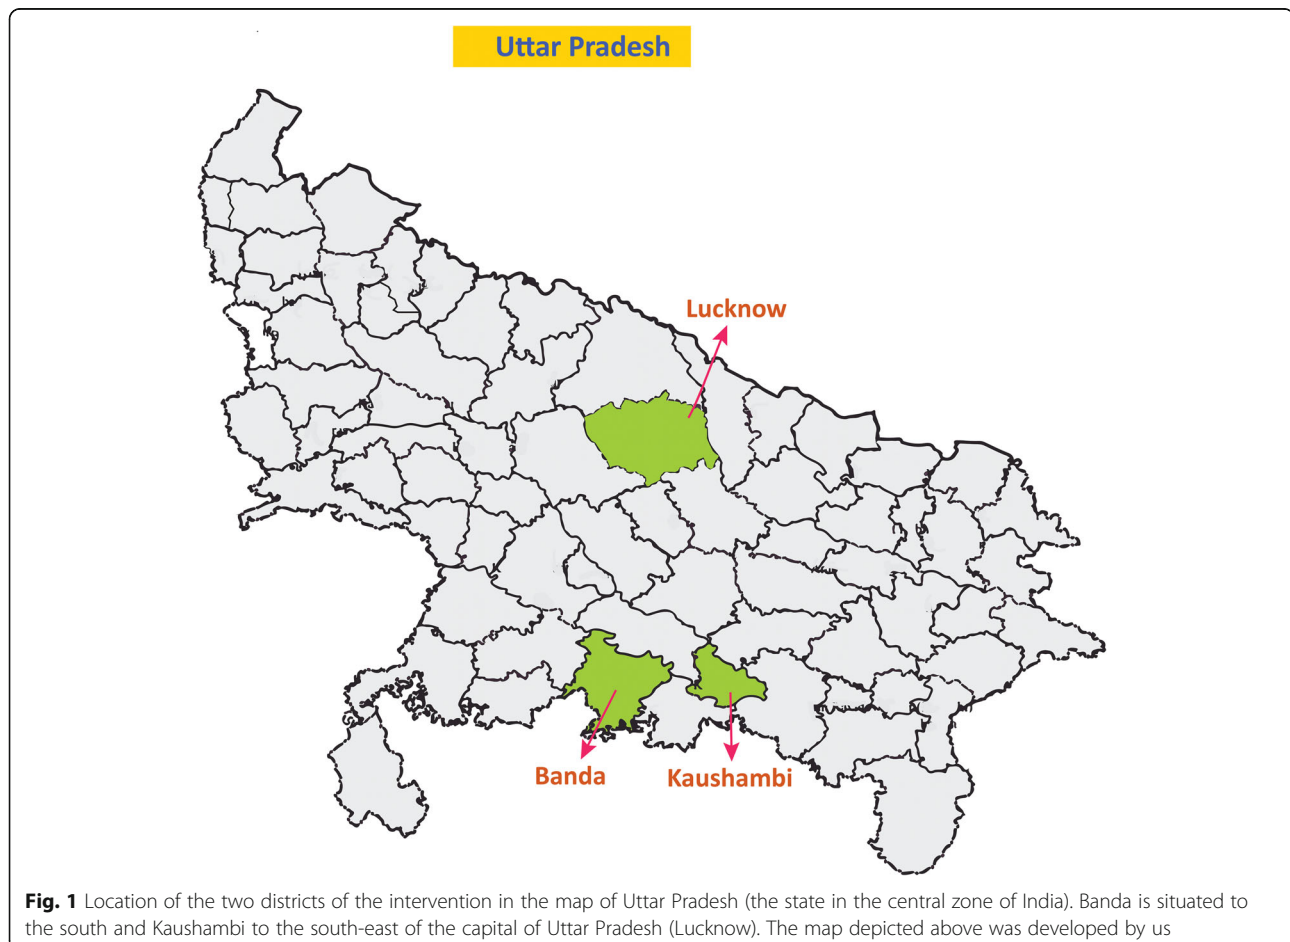 Uttar Pradesh
Lucknow
Banda
Kaushambi
Fig. 1 Location of the two districts of the intervention in the map of Uttar Pradesh (the state in the central zone of India). Banda is situated to
the south and Kaushambi to the south-east of the capital of Uttar Pradesh (Lucknow). The map depicted above was developed by us